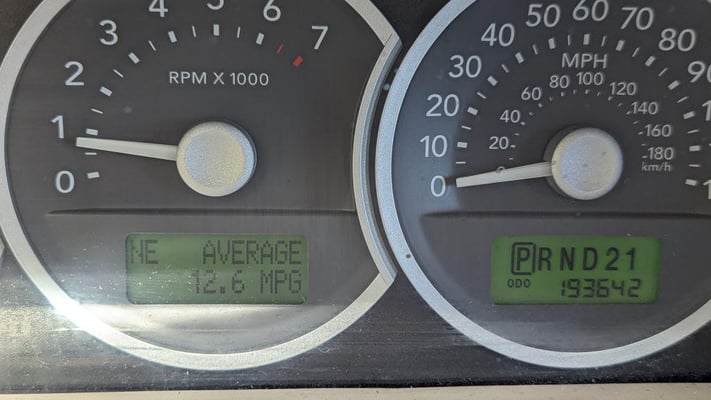 5 6
4 7
3
2
RPM X 1000
1
0
NE AVERAGE
12.6 MPG
50 60 70
40 80
30 MPH 9
20
10
0
80 100 120
60 140
40 160
20 180
km/h
PRND21
ODO 193642